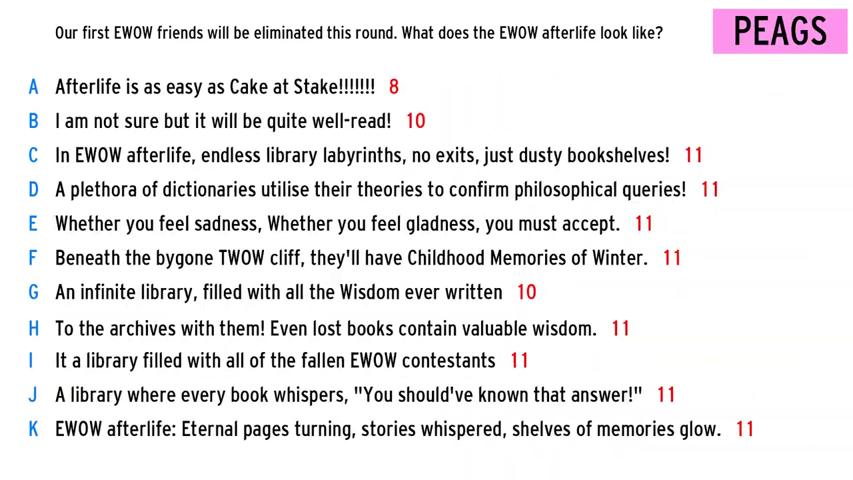 Our first EWOW friends will be eliminated this round. What does the EWOW afterlife look like?
PEAGS
A Afterlife is as easy as Cake at Stake!!!!!!! 8
B I am not sure but it will be quite well-read! 10
C In EWOW afterlife, endless library labyrinths, no exits, just dusty bookshelves! 11
D A plethora of dictionaries utilise their theories to confirm philosophical queries! 11
E Whether you feel sadness, Whether you feel gladness, you must accept. 11
F Beneath the bygone TWOW cliff, they'll have Childhood Memories of Winter. 11
G An infinite library, filled with all the Wisdom ever written 10
H To the archives with them! Even lost books contain valuable wisdom. 11
I It a library filled with all of the fallen EWOW contestants 11
J A library where every book whispers, "You should've known that answer!" 11
K EWOW afterlife: Eternal pages turning, stories whispered, shelves of memories glow. 11